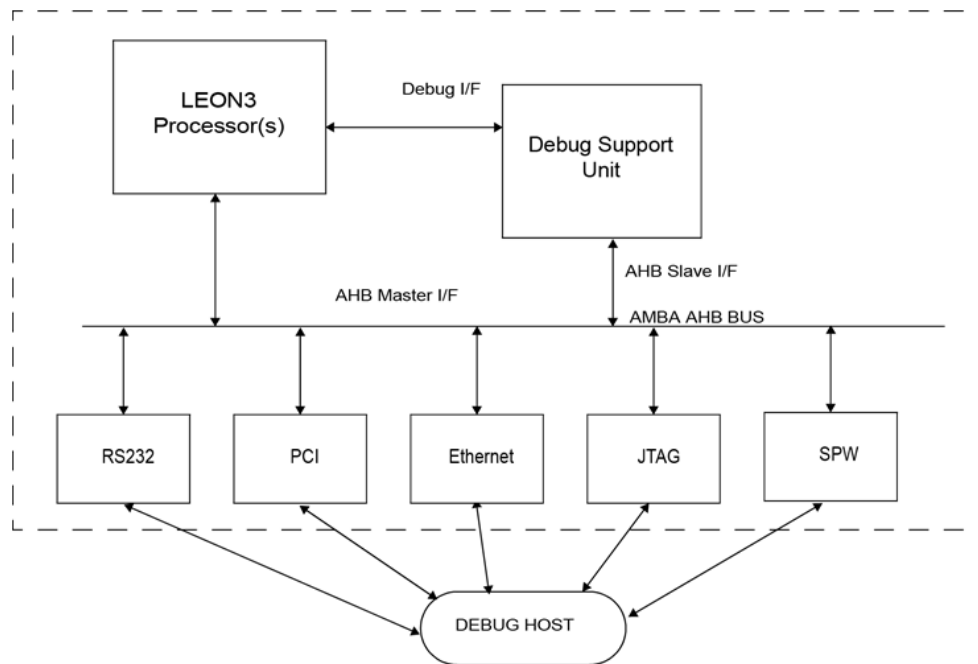 LEON3
Processor(s)
Debug I/F
Debug Support
Unit
AHB Slave I/F
AHB Master I/F
AMBA AHB BUS
RS232
PCI
Ethernet
JTAG
SPW
DEBUG HOST